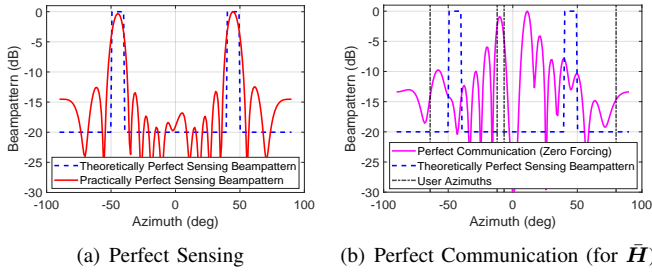 0
-5
-10
-15
-20
-25
-30
Beampattern (dB)
Theoretically Perfect Sensing Beampattern
Practically Perfect Sensing Beampattern
-100 -50 0 50 100
Azimuth (deg)
(a) Perfect Sensing
0
-5
-10
-15
-20
-25
-30
Beampattern (dB)
Perfect Communication (Zero Forcing)
Theoretically Perfect Sensing Beampattern
User Azimuths
-100 -50 0 50 100
Azimuth (deg)
(b) Perfect Communication (for H̄)